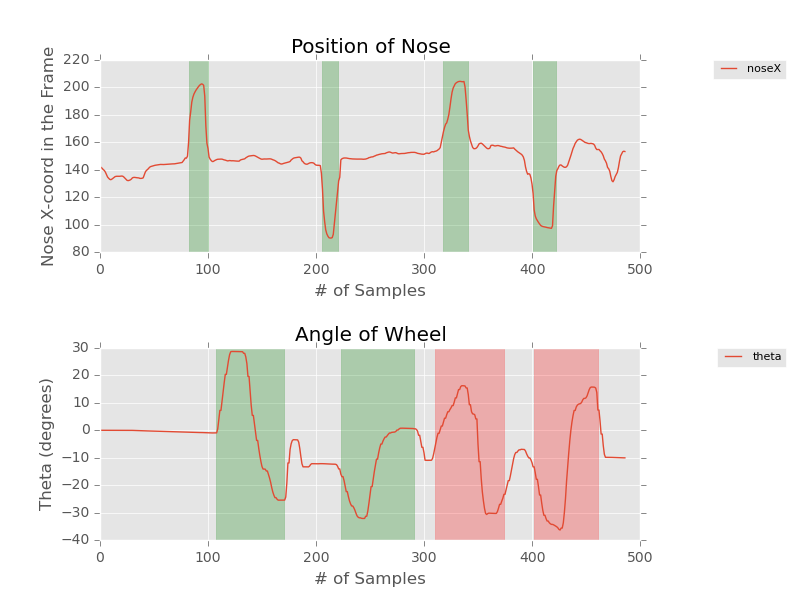 Position of Nose
220
200
180
160
140
120
100
80
0 100 200 300 400 500
Nose X-coord in the Frame
# of Samples
noseX
Angle of Wheel
30
20
10
0
−10
−20
−30
−40
0 100 200 300 400 500
Theta (degrees)
# of Samples
theta